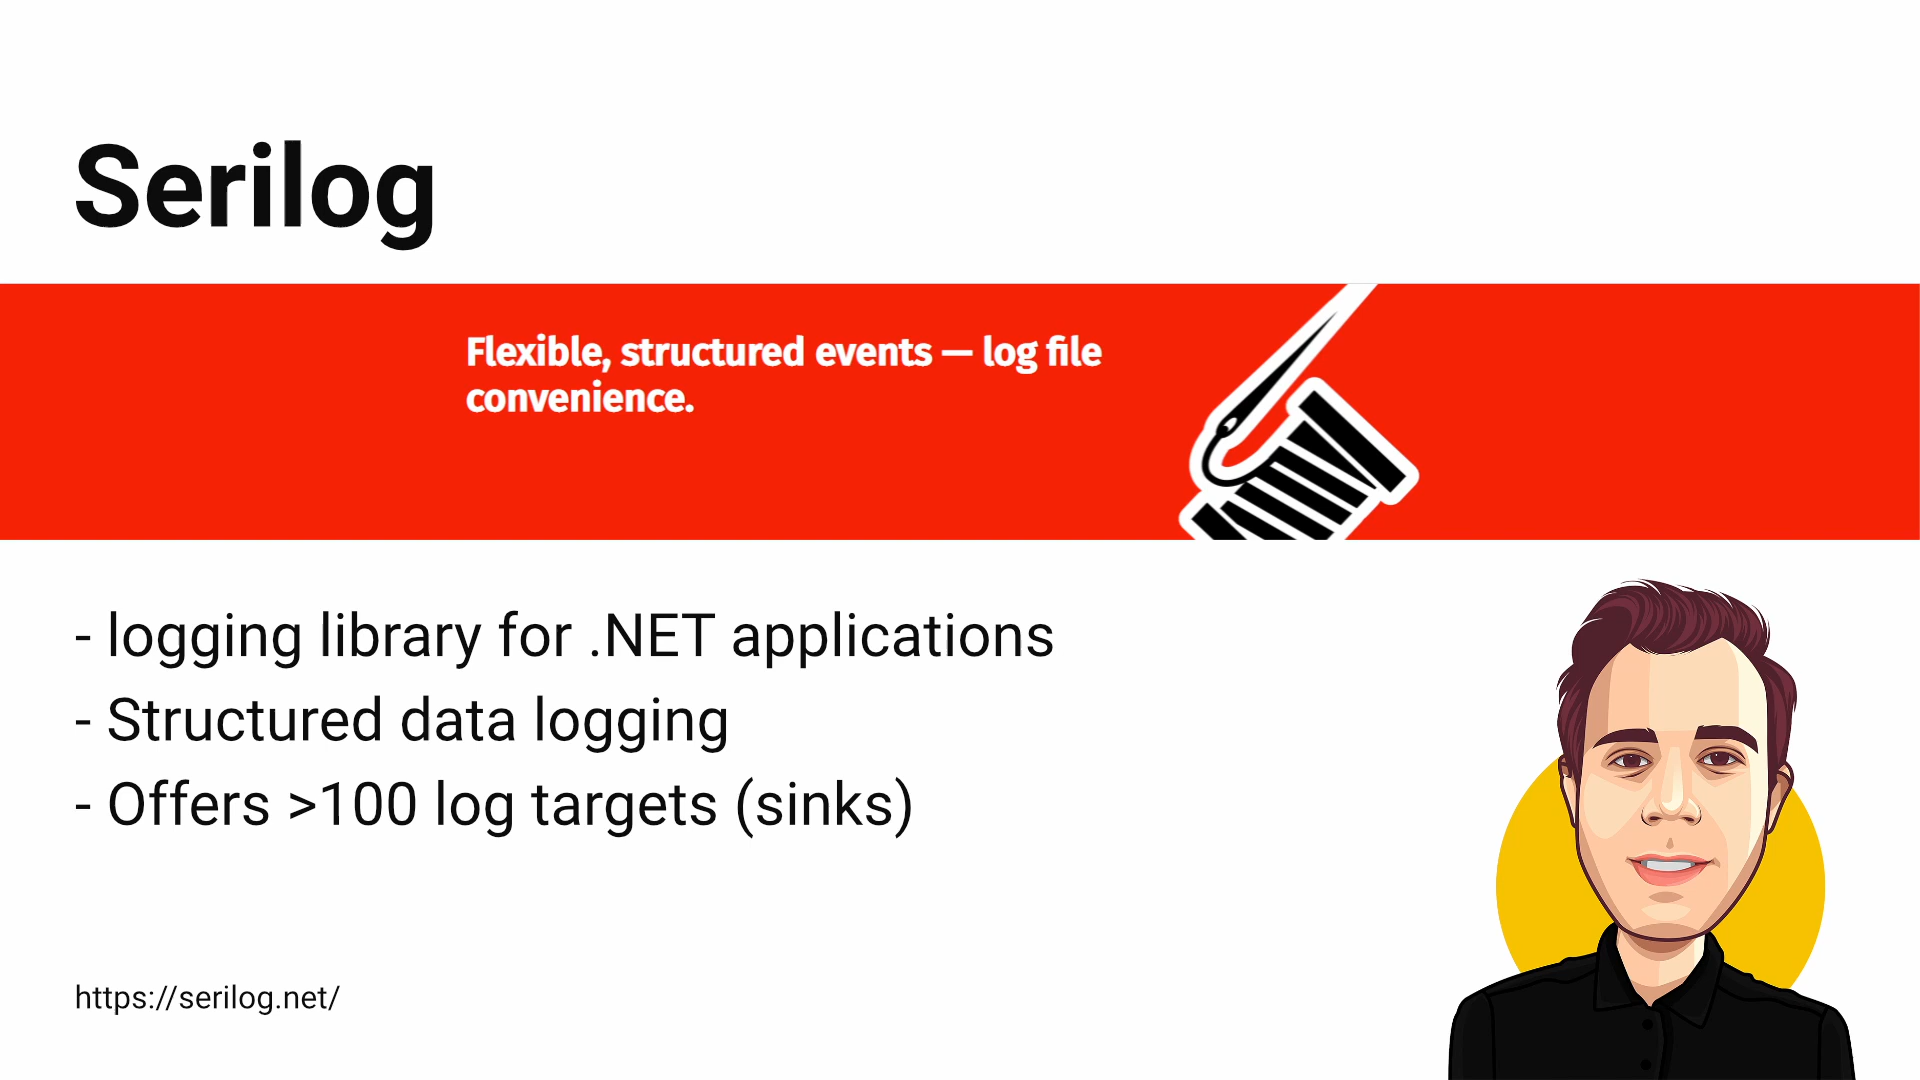 Serilog
Flexible, structured events — log file
convenience.
- logging library for .NET applications
- Structured data logging
- Offers >100 log targets (sinks)
https://serilog.net/